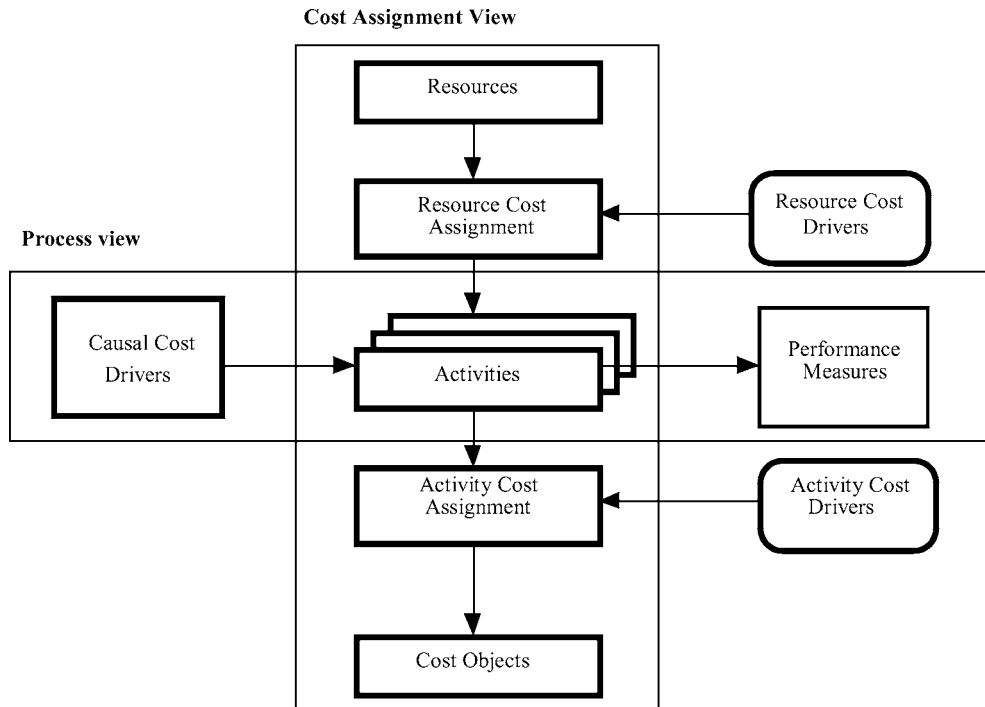 Cost Assignment View
Resources
Resource Cost
Assignment
Resource Cost
Drivers
Process view
Causal Cost
Drivers
Activities
Performance
Measures
Activity Cost
Assignment
Activity Cost
Drivers
Cost Objects